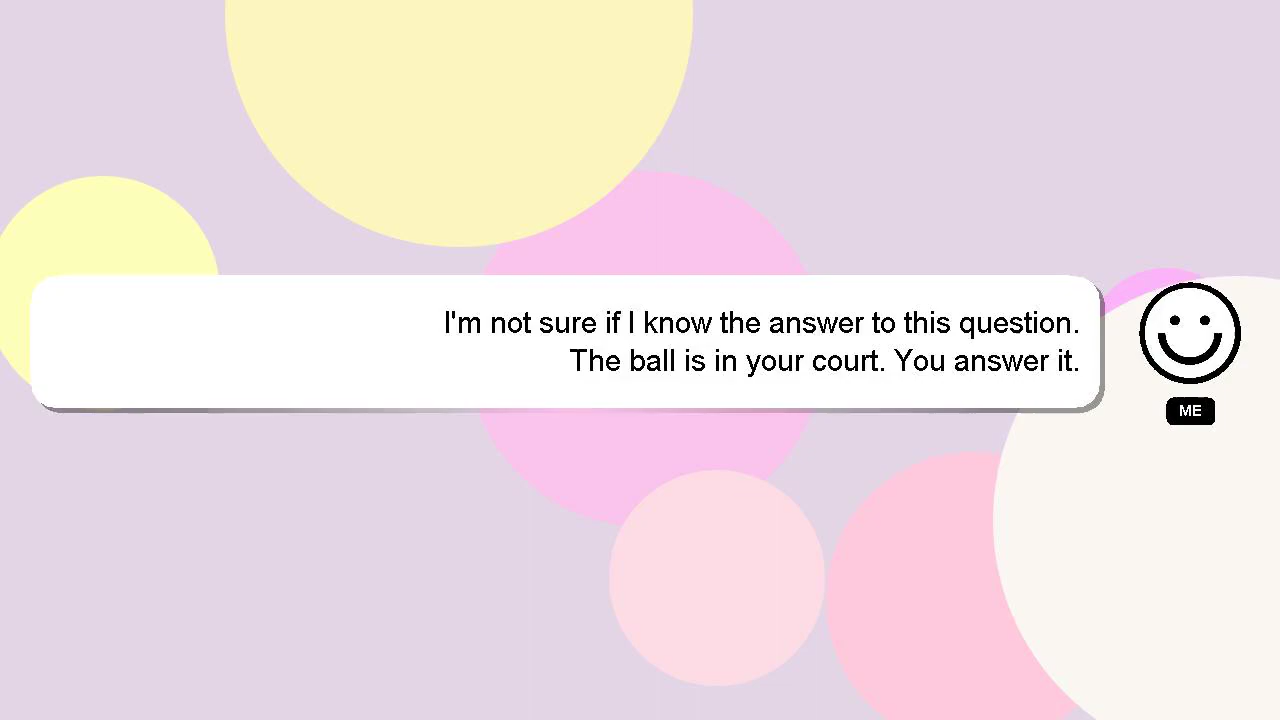 I'm not sure if I know the answer to this question.
The ball is in your court. You answer it.
ME